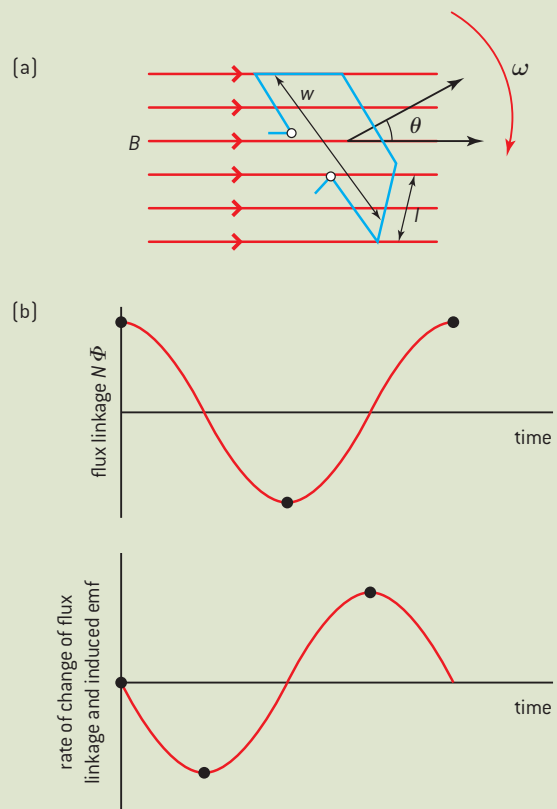 (a)
ω
w
B
θ
l
(b)
flux linkage NΦ
time
rate of change of flux
linkage and induced emf
time